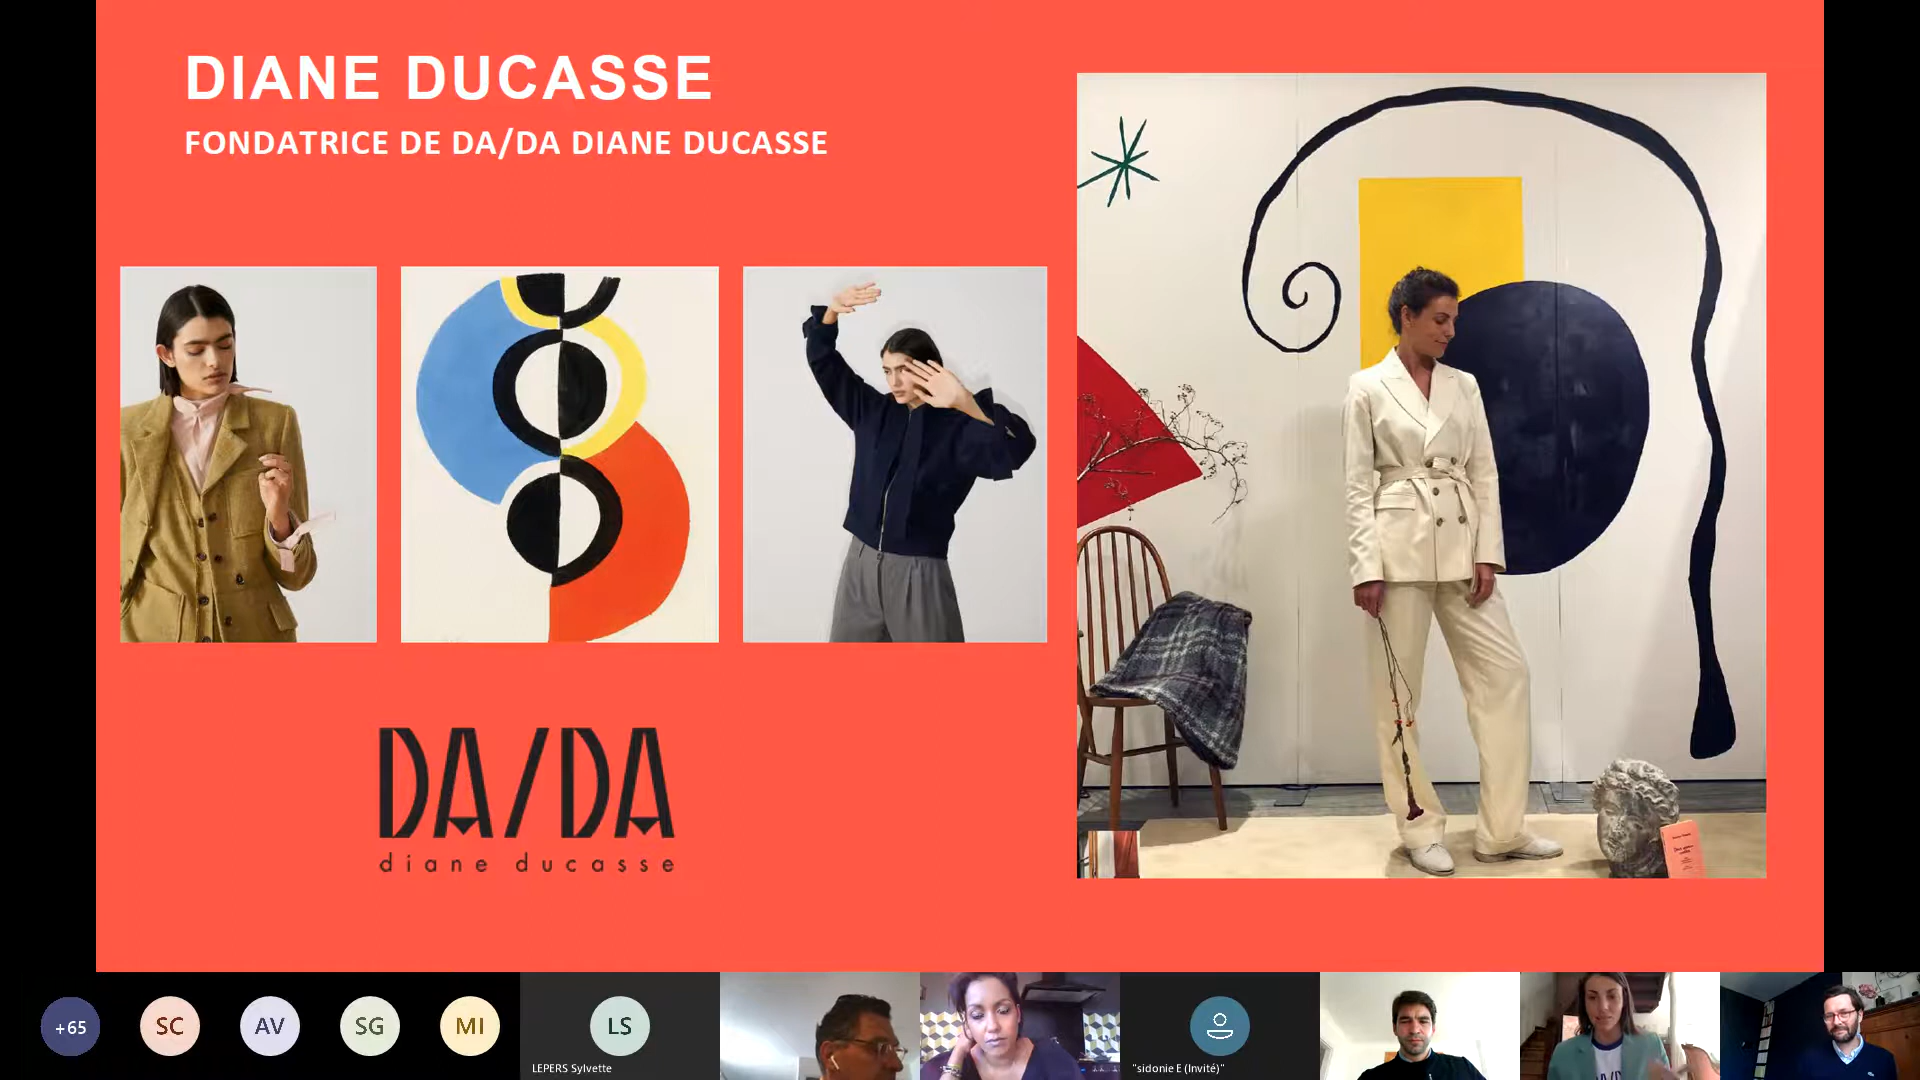 DIANE DUCASSE
FONDATRICE DE DA/DA DIANE DUCASSE
DA/DA
diane ducasse
+65
SC
AV
SG
MI
LS
LEPERS Sylvette
"sidonie E (Invité)"